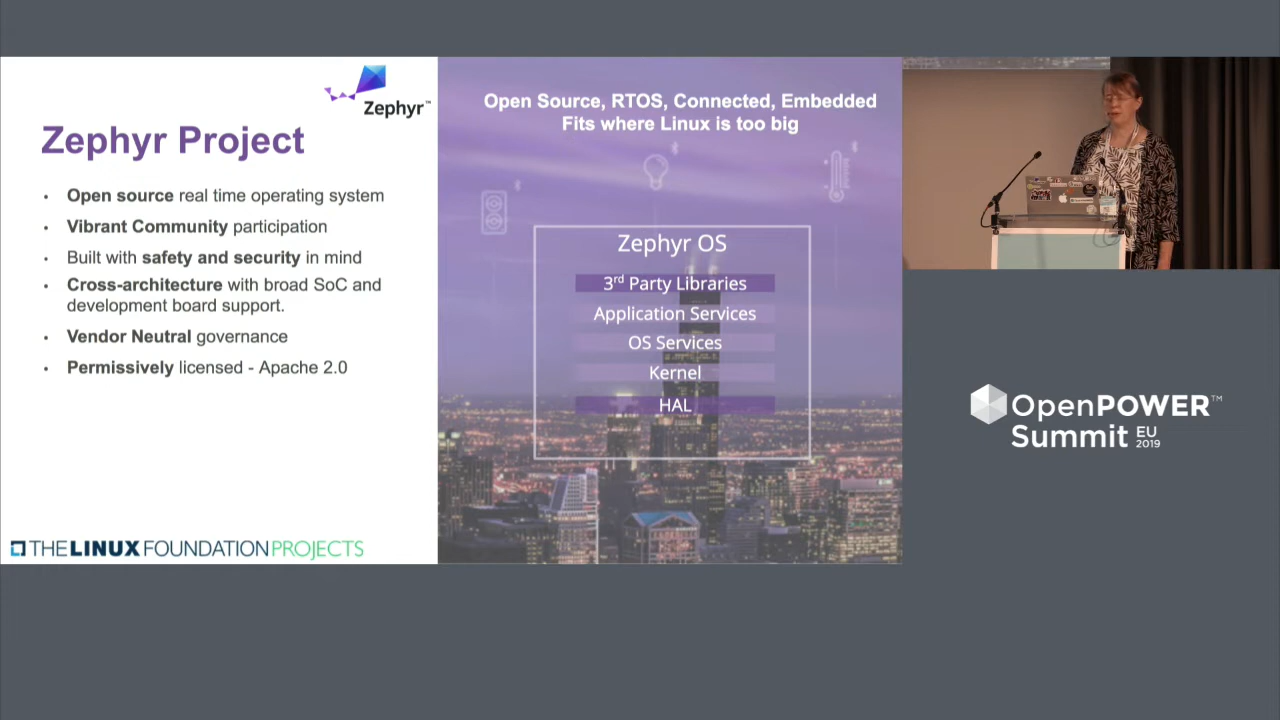 Zephyr™
Zephyr Project
• Open source real time operating system
• Vibrant Community participation
• Built with safety and security in mind
• Cross-architecture with broad SoC and
development board support.
• Vendor Neutral governance
• Permissively licensed - Apache 2.0
THE LINUX FOUNDATION PROJECTS
Open Source, RTOS, Connected, Embedded
Fits where Linux is too big
Zephyr OS
3rd Party Libraries
Application Services
OS Services
Kernel
HAL
OpenPOWER™
Summit EU
2019